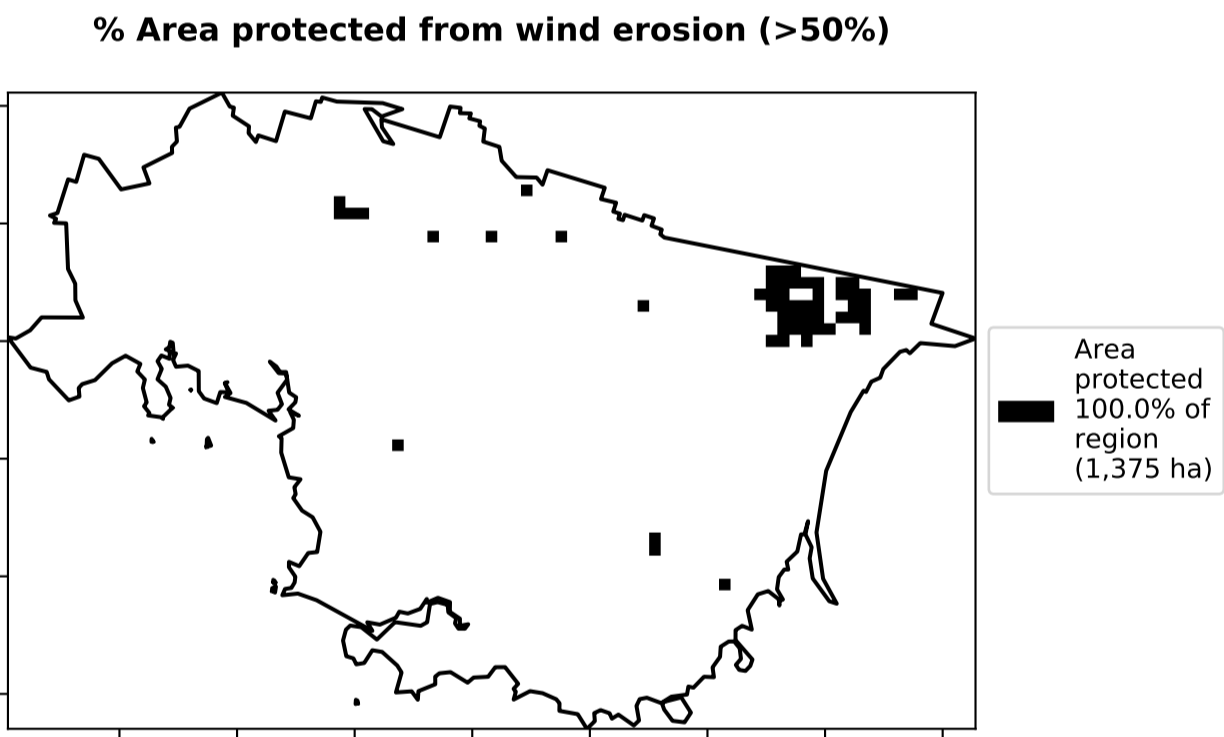 % Area protected from wind erosion (>50%)
Area
protected
100.0% of
region
(1,375 ha)